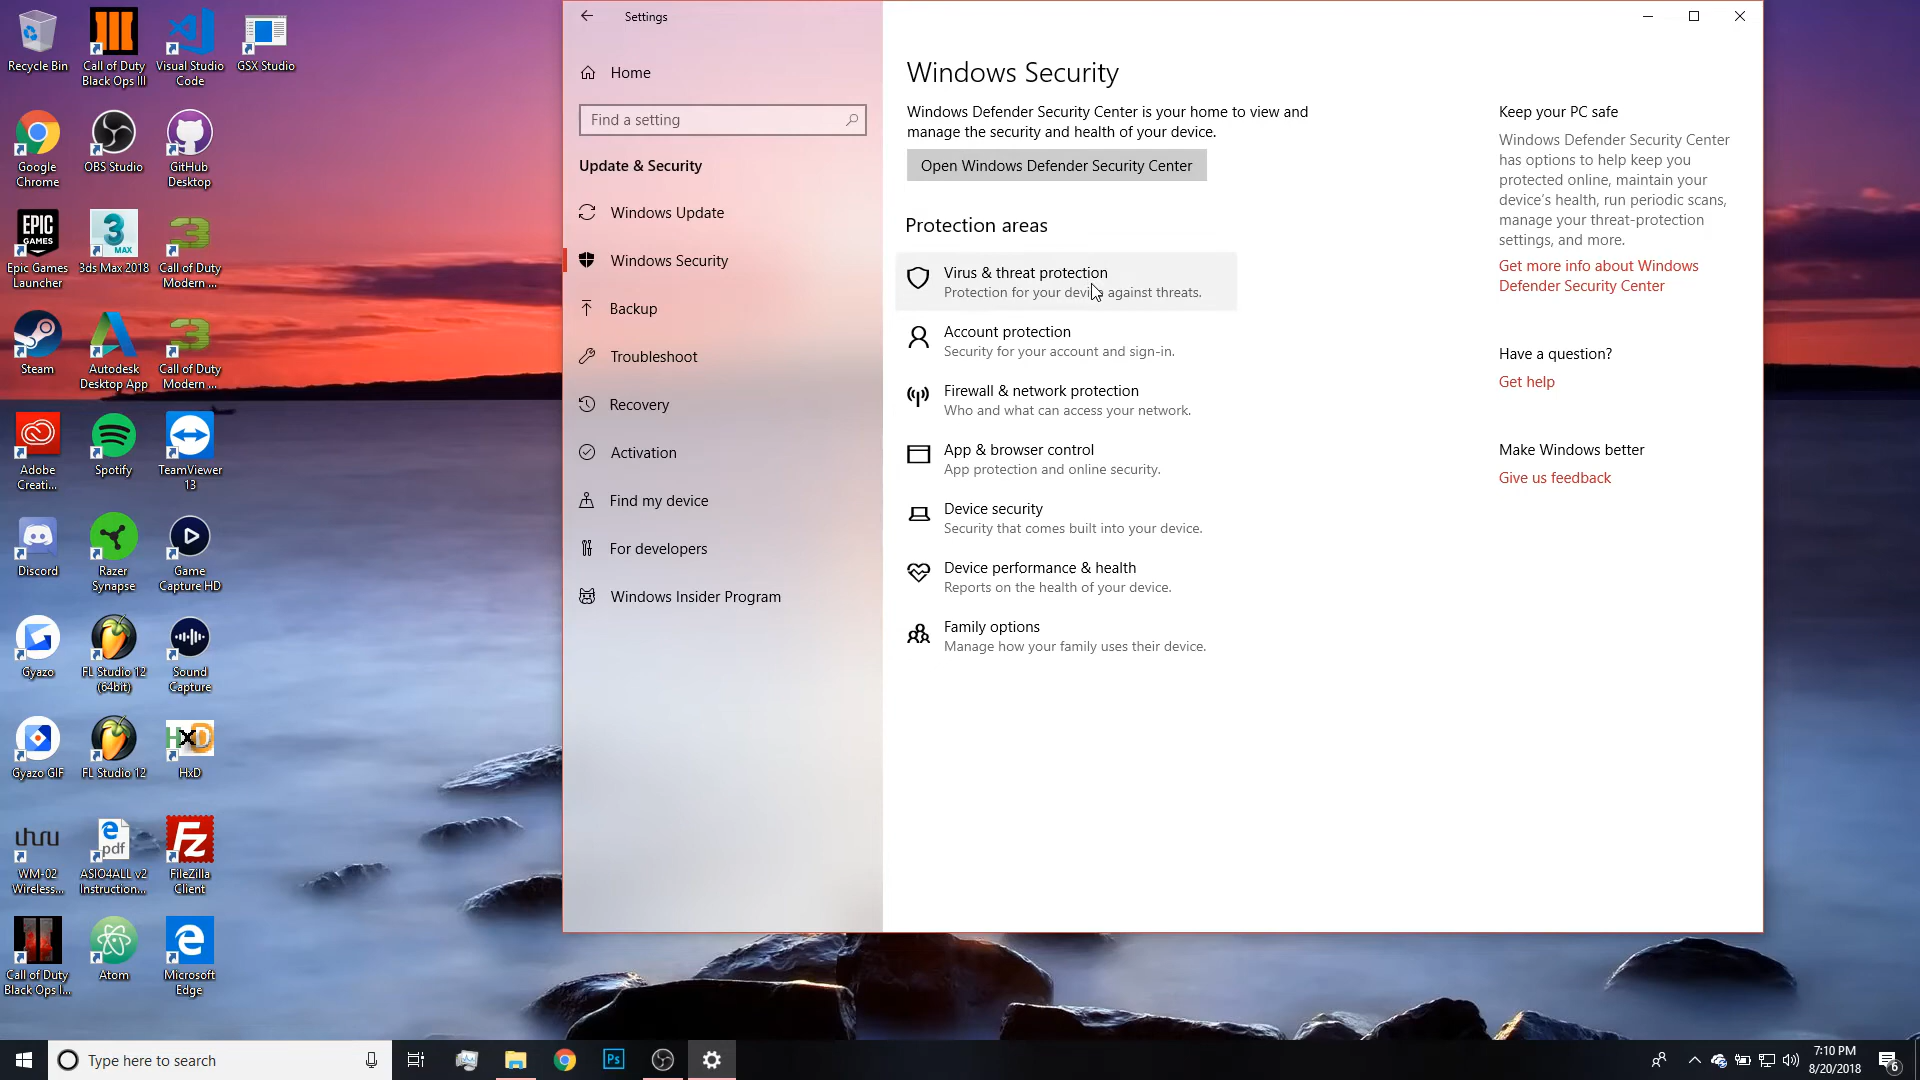 Recycle Bin
Call of Duty
Black Ops III
Visual Studio
Code
GSX Studio
Google
Chrome
OBS Studio
GitHub
Desktop
EPIC
GAMES
Epic Games
Launcher
3
MAX
3ds Max 2018
3
Call of Duty
Modern ...
Steam
Autodesk
Desktop App
3
Call of Duty
Modern ...
Adobe
Creati...
Spotify
TeamViewer
13
Discord
Razer
Synapse
Game
Capture HD
Gyazo
FL Studio 12
(64bit)
Sound
Capture
Gyazo GIF
FL Studio 12
HxD
HxD
WM-02
Wireless...
pdf
ASIO4ALL v2
Instruction...
Fz
FileZilla
Client
Call of Duty
Black Ops I...
Atom
Microsoft
Edge
Settings
Home
Find a setting
Update & Security
Windows Update
Windows Security
Backup
Troubleshoot
Recovery
Activation
Find my device
For developers
Windows Insider Program
Windows Security
Windows Defender Security Center is your home to view and
manage the security and health of your device.
Open Windows Defender Security Center
Protection areas
Virus & threat protection
Protection for your device against threats.
Account protection
Security for your account and sign-in.
Firewall & network protection
Who and what can access your network.
App & browser control
App protection and online security.
Device security
Security that comes built into your device.
Device performance & health
Reports on the health of your device.
Family options
Manage how your family uses their device.
Keep your PC safe
Windows Defender Security Center
has options to help keep you
protected online, maintain your
device's health, run periodic scans,
manage your threat-protection
settings, and more.
Get more info about Windows
Defender Security Center
Have a question?
Get help
Make Windows better
Give us feedback
Type here to search
Ps
7:10 PM
8/20/2018
6